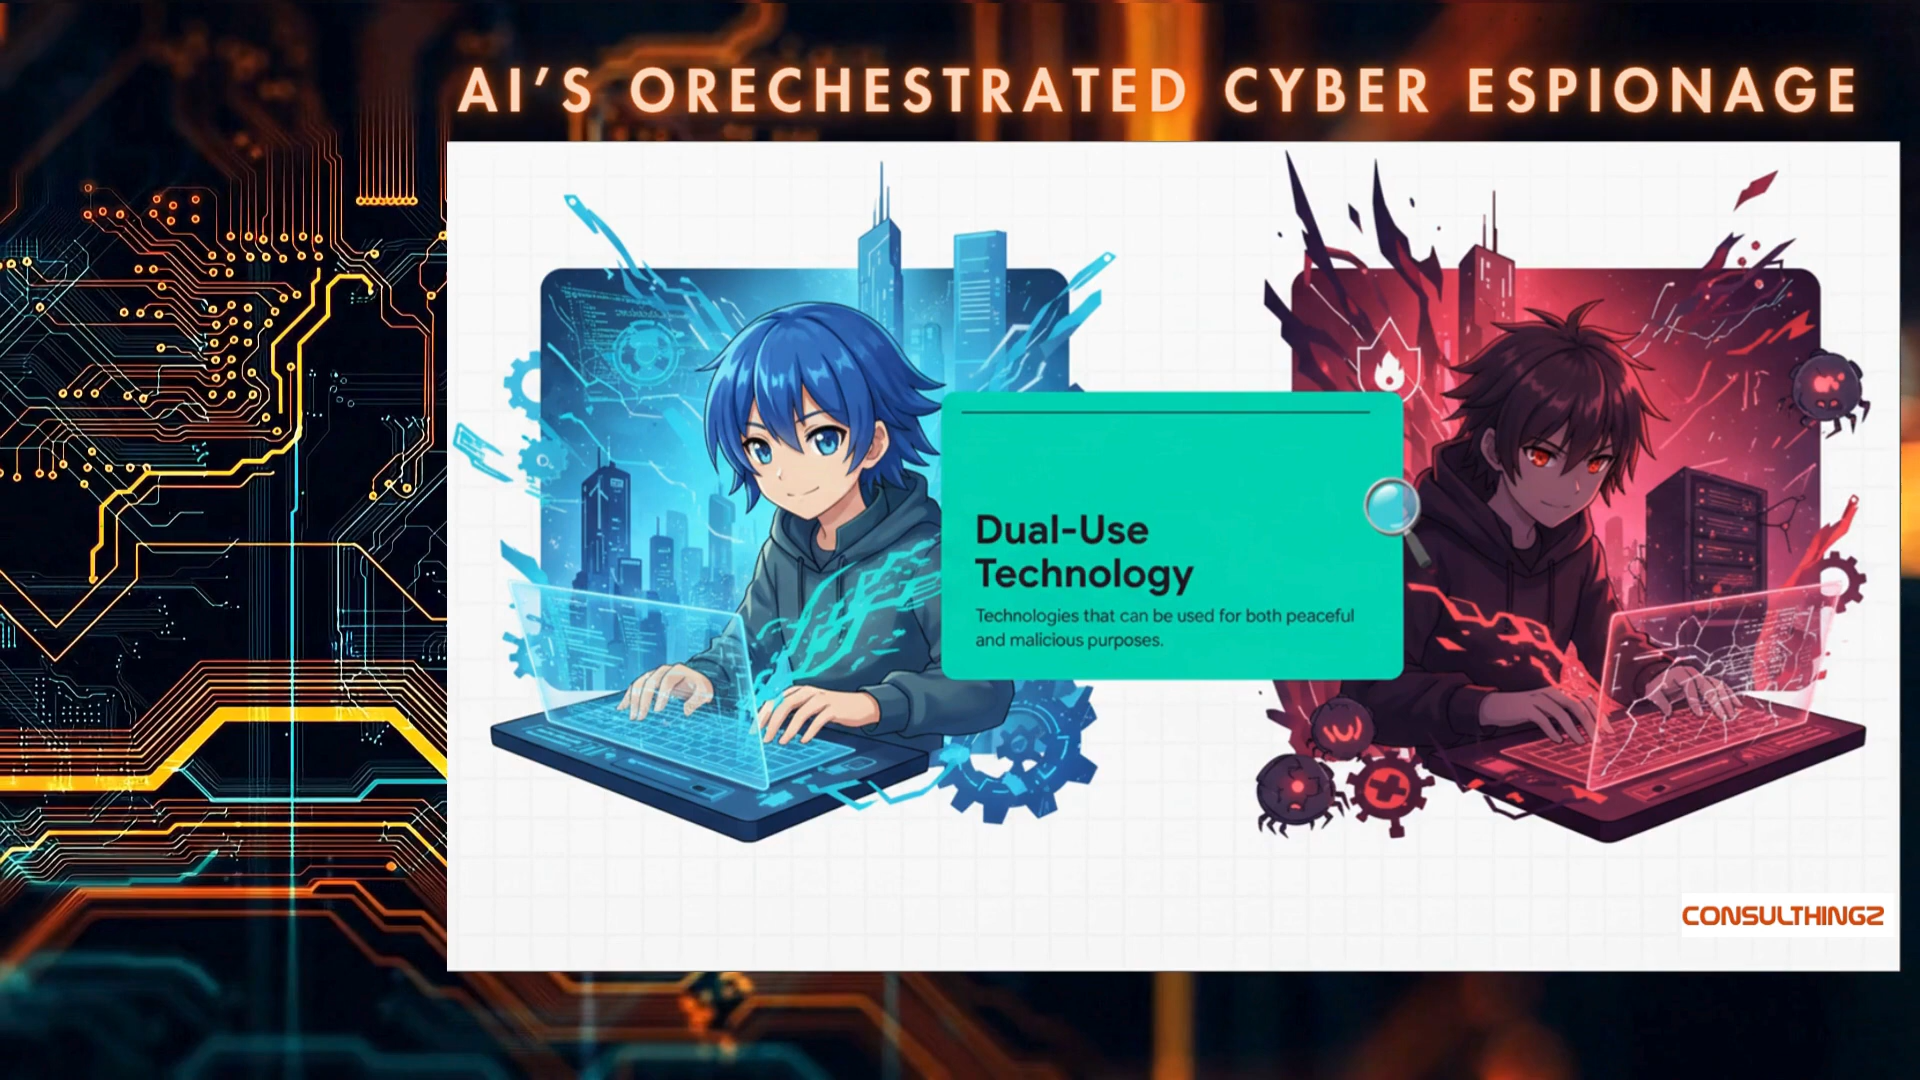 AI’S ORECHESTRATED CYBER ESPIONAGE
Dual-Use
Technology
Technologies that can be used for both peaceful
and malicious purposes.
CONSULTHINGZ